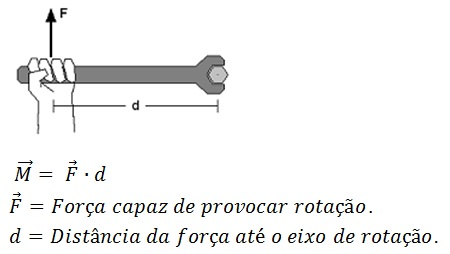 F
d
M⃗ = F⃗ · d
F⃗ = Força capaz de provocar rotação.
d = Distância da força até o eixo de rotação.